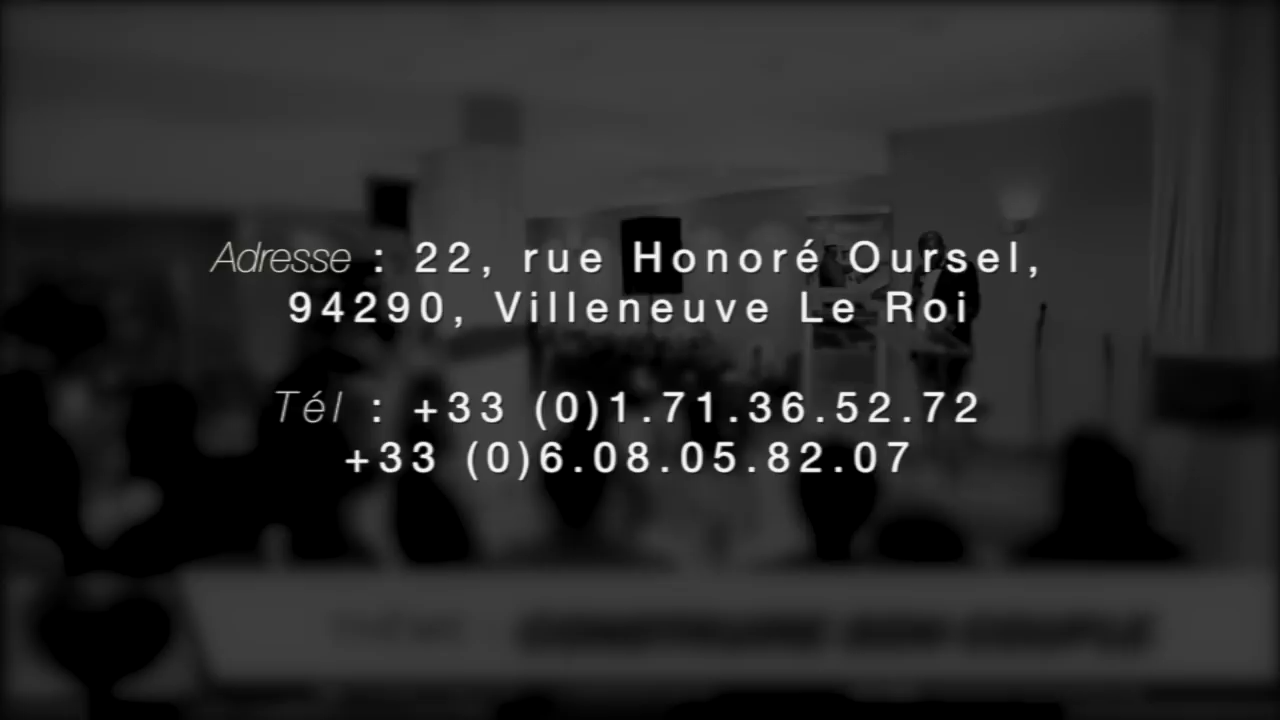 Adresse : 22, rue Honoré Oursel,
94290, Villeneuve Le Roi
Tél : +33 (0)1.71.36.52.72
+33 (0)6.08.05.82.07